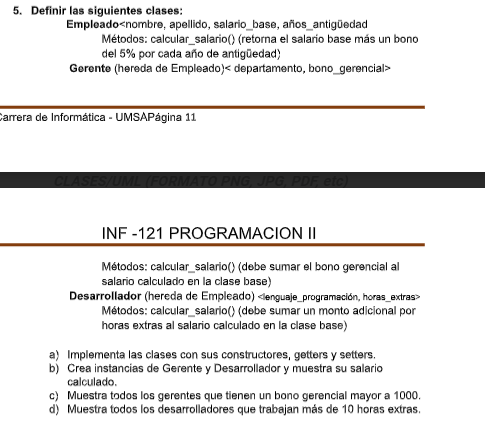 5. Definir las siguientes clases:
Empleado<nombre, apellido, salario_base, años_antigüedad
Métodos: calcular_salario() (retorna el salario base más un bono
del 5% por cada año de antigüedad)
Gerente (hereda de Empleado)< departamento, bono_gerencial>
Carrera de Informática - UMSAPágina 11
CLASES/UML (FORMATO PNG, JPG, PDF, etc)
INF -121 PROGRAMACION II
Métodos: calcular_salario() (debe sumar el bono gerencial al
salario calculado en la clase base)
Desarrollador (hereda de Empleado) <lenguaje_programación, horas_extras>
Métodos: calcular_salario() (debe sumar un monto adicional por
horas extras al salario calculado en la clase base)
a) Implementa las clases con sus constructores, getters y setters.
b) Crea instancias de Gerente y Desarrollador y muestra su salario
calculado.
c) Muestra todos los gerentes que tienen un bono gerencial mayor a 1000.
d) Muestra todos los desarrolladores que trabajan más de 10 horas extras.